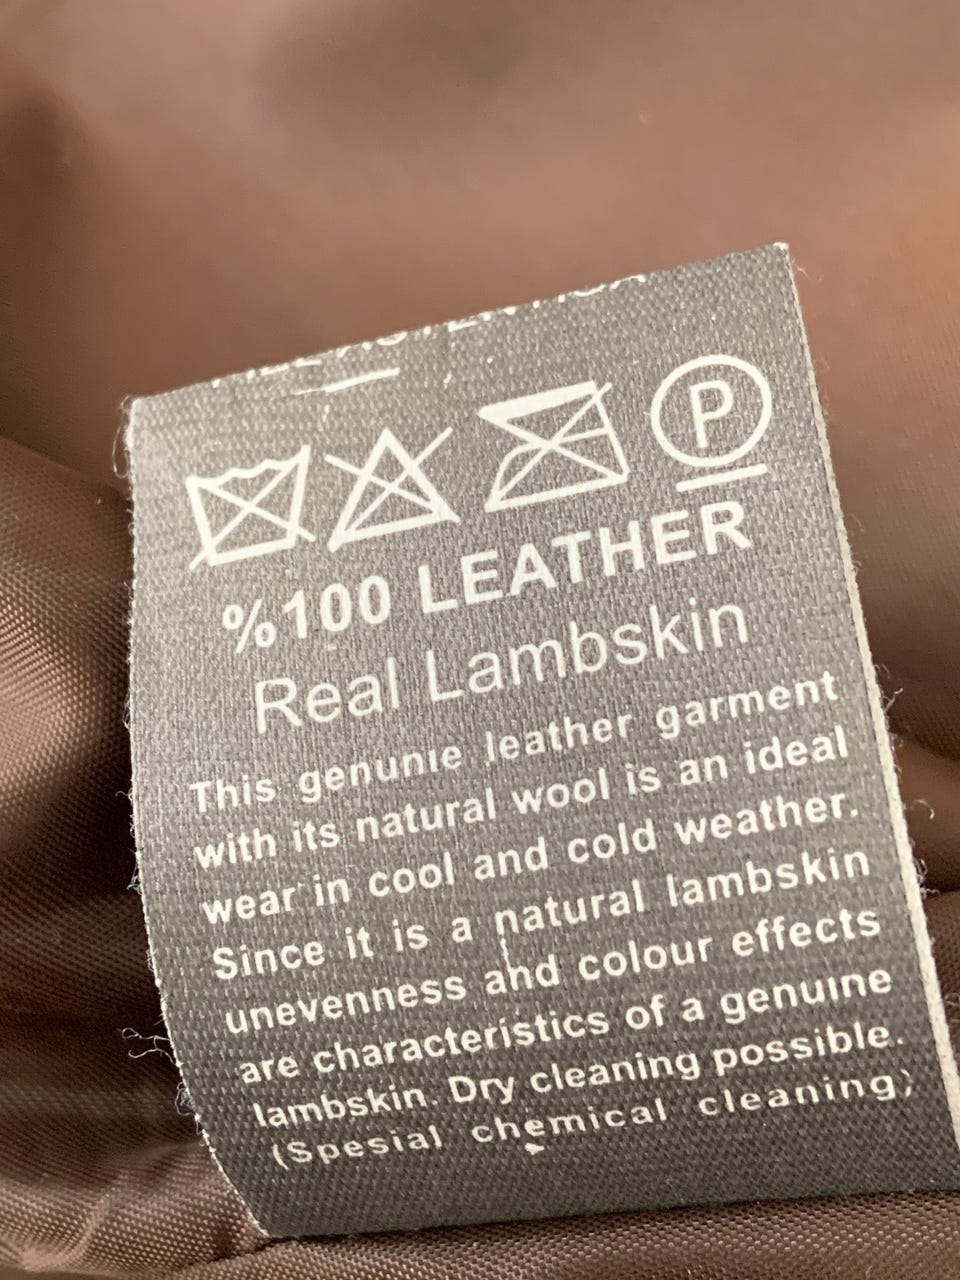 P
%100 LEATHER
Real Lambskin
This genunıe leather garment
with its natural wool is an ideal
wear in cool and cold weather.
Since it is a natural lambskin
unevenness and colour effects
are characteristics of a genuıne
lambskin. Dry cleaning possible.
(Spesial chemical cleaning)